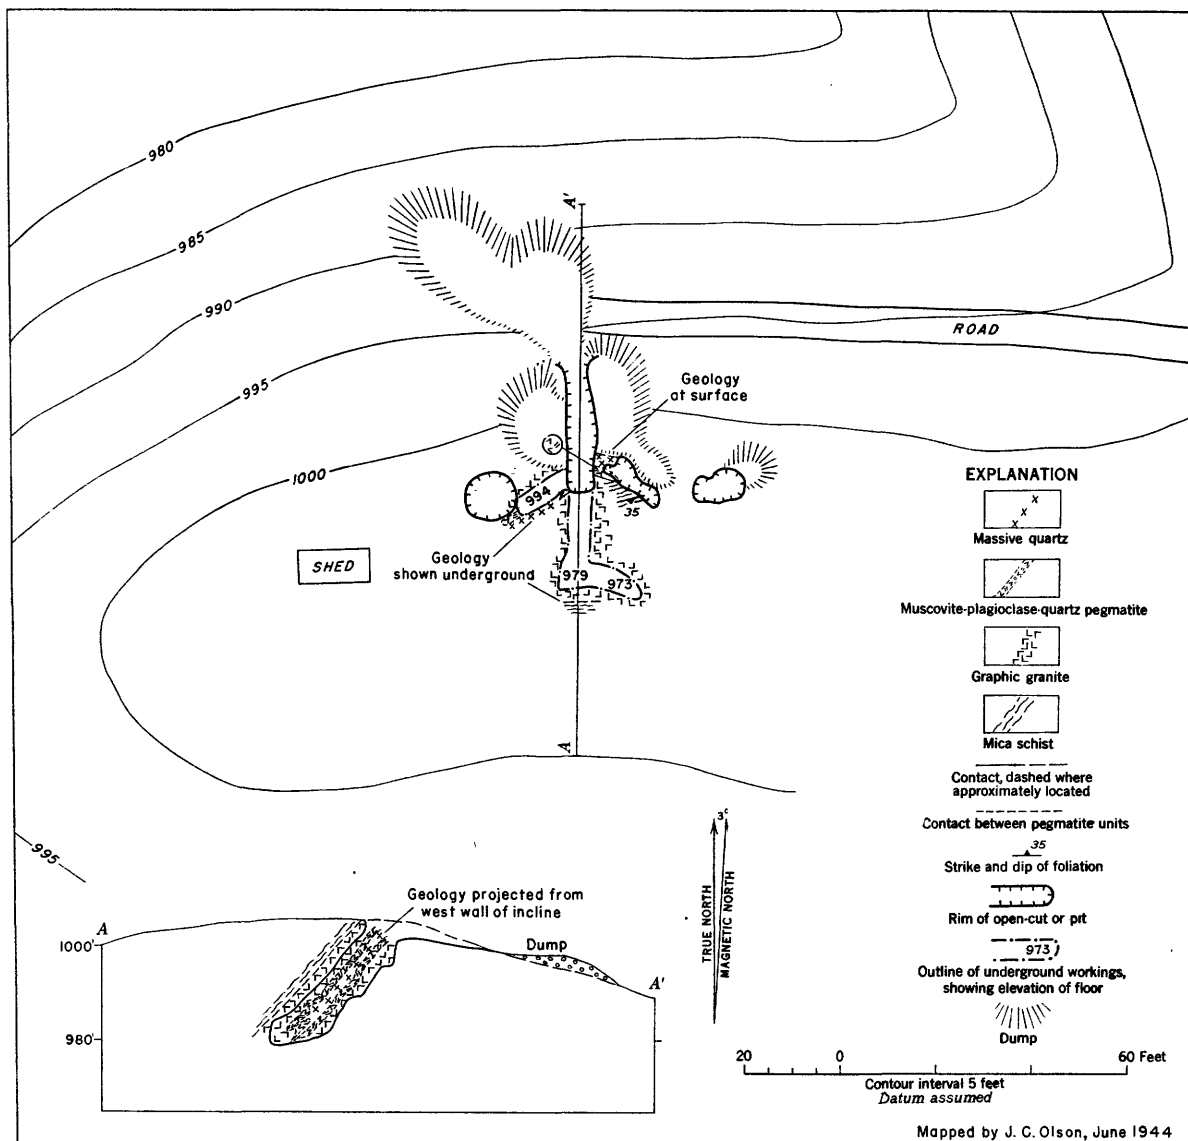 980
985
990
995
1000
A'
ROAD
Geology
at surface
994
35
SHED
Geology
shown underground
979
973
A
995
EXPLANATION
Massive quartz
Muscovite-plagioclase-quartz pegmatite
Graphic granite
Mica schist
Contact, dashed where
approximately located
Contact between pegmatite units
35
Strike and dip of foliation
Rim of open-cut or pit
973
Outline of underground workings,
showing elevation of floor
Dump
3°
TRUE NORTH
MAGNETIC NORTH
Geology projected from
west wall of incline
A
1000'
Dump
A'
980'
20 0 60 Feet
Contour interval 5 feet
Datum assumed
Mapped by J. C. Olson, June 1944